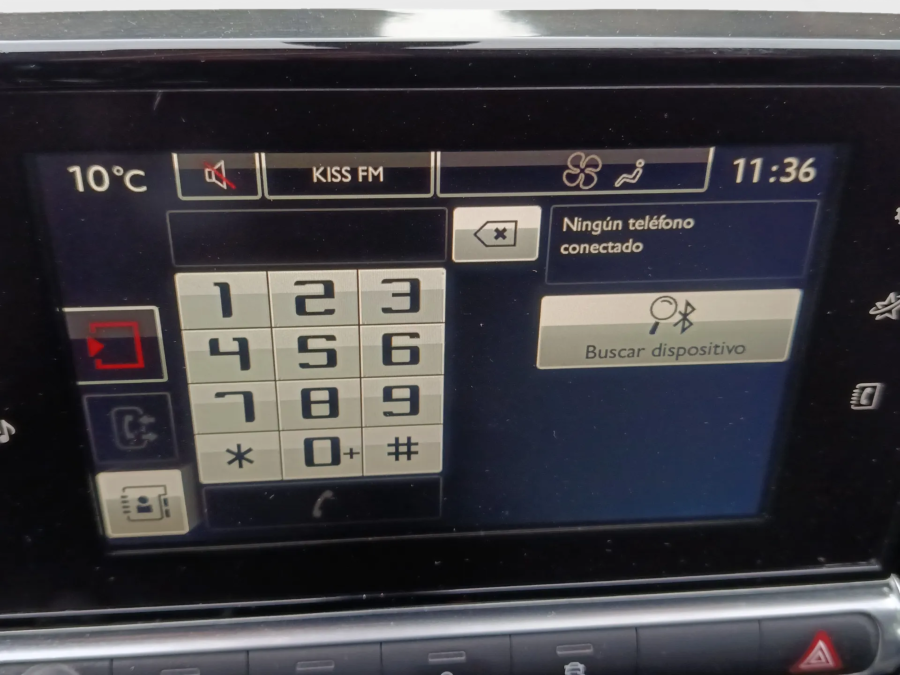 10°C
KISS FM
11:36
Ningún teléfono
conectado
1 2 3
4 5 6
7 8 9
* 0+ #
Buscar dispositivo